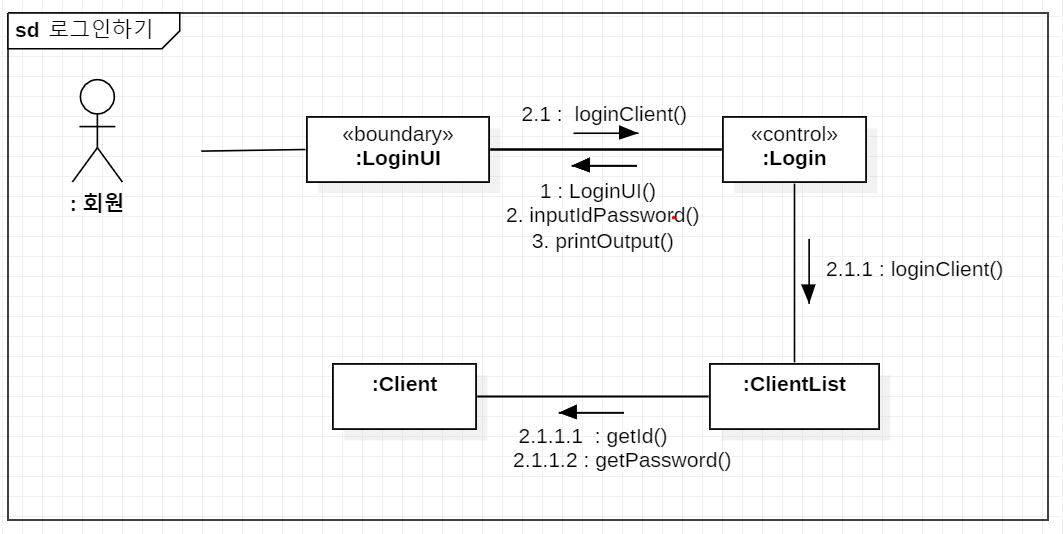 sd 로그인하기
2.1 : loginClient()
«boundary»
:LoginUI
«control»
:Login
1 : LoginUI()
2. inputIdPassword()
3. printOutput()
: 회원
2.1.1 : loginClient()
:Client
:ClientList
2.1.1.1 : getId()
2.1.1.2 : getPassword()